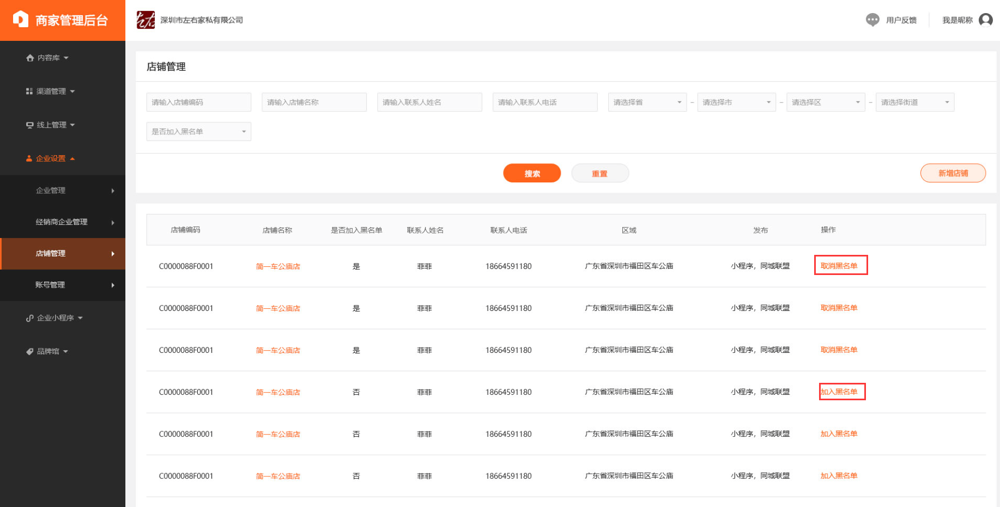 商家管理后台
深圳市左右家私有限公司
用户反馈
我是昵称
内容库
渠道管理
线上管理
企业设置
企业管理
经销商企业管理
店铺管理
账号管理
企业小程序
品牌馆
店铺管理
请输入店铺编码 请输入店铺名称 请输入联系人姓名 请输入联系人电话 请选择省 - 请选择市 - 请选择区 - 请选择街道
是否加入黑名单
搜索 重置 新增店铺
店铺编码 店铺名称 是否加入黑名单 联系人姓名 联系人电话 区域 发布 操作
C0000088F0001 简一车公庙店 是 菲菲 18664591180 广东省深圳市福田区车公庙 小程序，同城联盟 取消黑名单
C0000088F0001 简一车公庙店 是 菲菲 18664591180 广东省深圳市福田区车公庙 小程序，同城联盟 取消黑名单
C0000088F0001 简一车公庙店 是 菲菲 18664591180 广东省深圳市福田区车公庙 小程序，同城联盟 取消黑名单
C0000088F0001 简一车公庙店 否 菲菲 18664591180 广东省深圳市福田区车公庙 小程序，同城联盟 加入黑名单
C0000088F0001 简一车公庙店 否 菲菲 18664591180 广东省深圳市福田区车公庙 小程序，同城联盟 加入黑名单
C0000088F0001 简一车公庙店 否 菲菲 18664591180 广东省深圳市福田区车公庙 小程序，同城联盟 加入黑名单